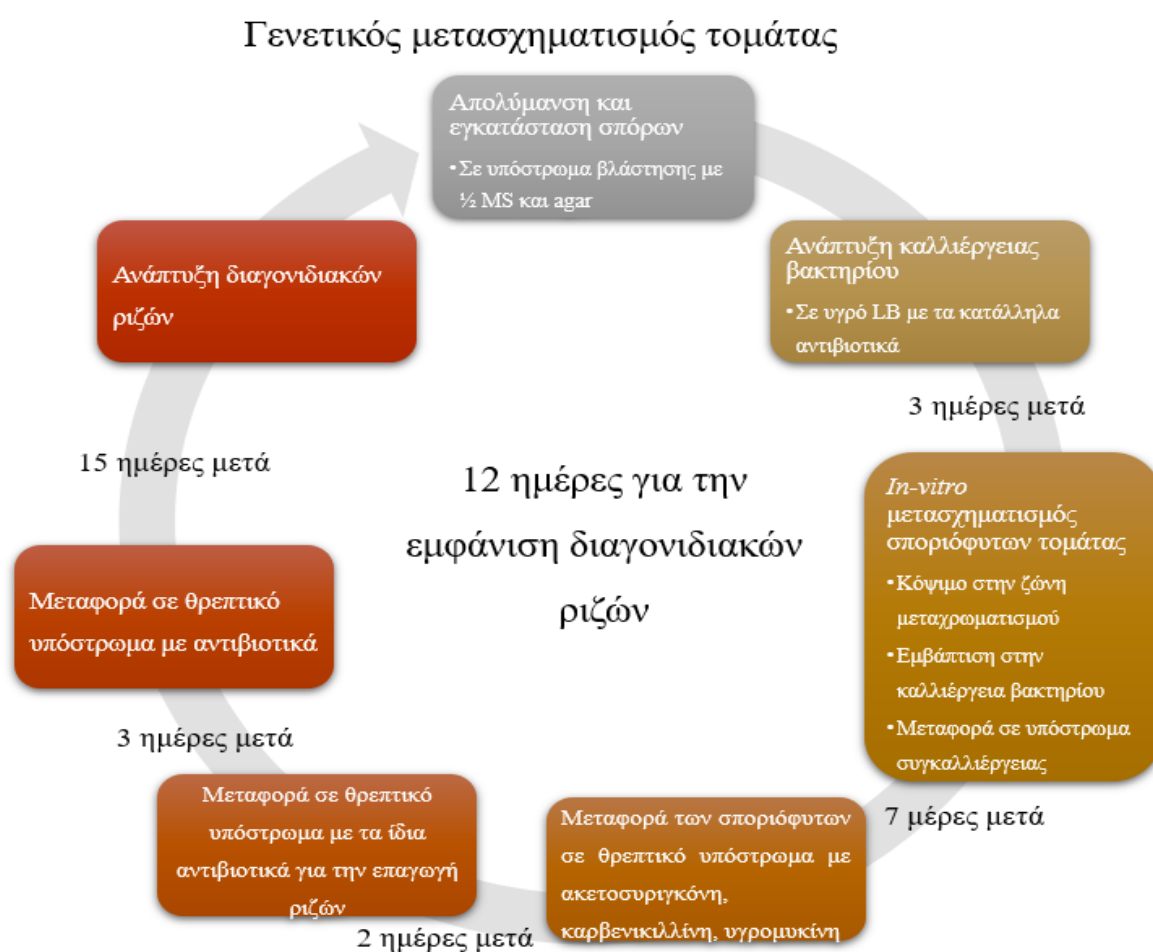 Γενετικός μετασχηματισμός τομάτας
Απολύμανση και
εγκατάσταση σπόρων
•Σε υπόστρωμα βλάστησης με
½ MS και agar
Ανάπτυξη καλλιέργειας
βακτηρίου
•Σε υγρό LB με τα κατάλληλα
αντιβιοτικά
3 ημέρες μετά
In-vitro
μετασχηματισμός
σποριόφυτων τομάτας
•Κόψιμο στην ζώνη
μεταχρωματισμού
•Εμβάπτιση στην
καλλιέργεια βακτηρίου
•Μεταφορά σε υπόστρωμα
συγκαλλιέργειας
7 μέρες μετά
Μεταφορά των σποριόφυτων
σε θρεπτικό υπόστρωμα με
ακετοσυριγκόνη,
καρβενικιλλίνη, υγρομυκίνη
2 ημέρες μετά
Μεταφορά σε θρεπτικό
υπόστρωμα με τα ίδια
αντιβιοτικά για την επαγωγή
ριζών
3 ημέρες μετά
Μεταφορά σε θρεπτικό
υπόστρωμα με αντιβιοτικά
15 ημέρες μετά
Ανάπτυξη διαγονιδιακών
ριζών
12 ημέρες για την
εμφάνιση διαγονιδιακών
ριζών